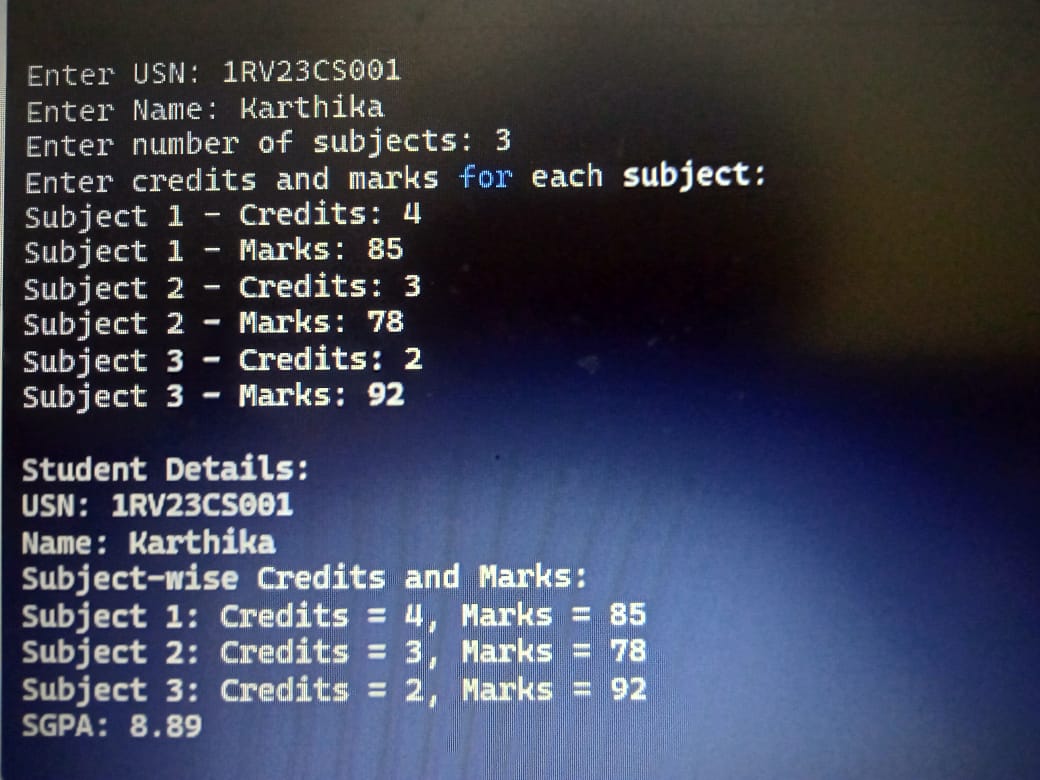 Enter USN: 1RV23CS001
Enter Name: Karthika
Enter number of subjects: 3
Enter credits and marks for each subject:
Subject 1 - Credits: 4
Subject 1 - Marks: 85
Subject 2 - Credits: 3
Subject 2 - Marks: 78
Subject 3 - Credits: 2
Subject 3 - Marks: 92
Student Details:
USN: 1RV23CS001
Name: Karthika
Subject-wise Credits and Marks:
Subject 1: Credits = 4, Marks = 85
Subject 2: Credits = 3, Marks = 78
Subject 3: Credits = 2, Marks = 92
SGPA: 8.89